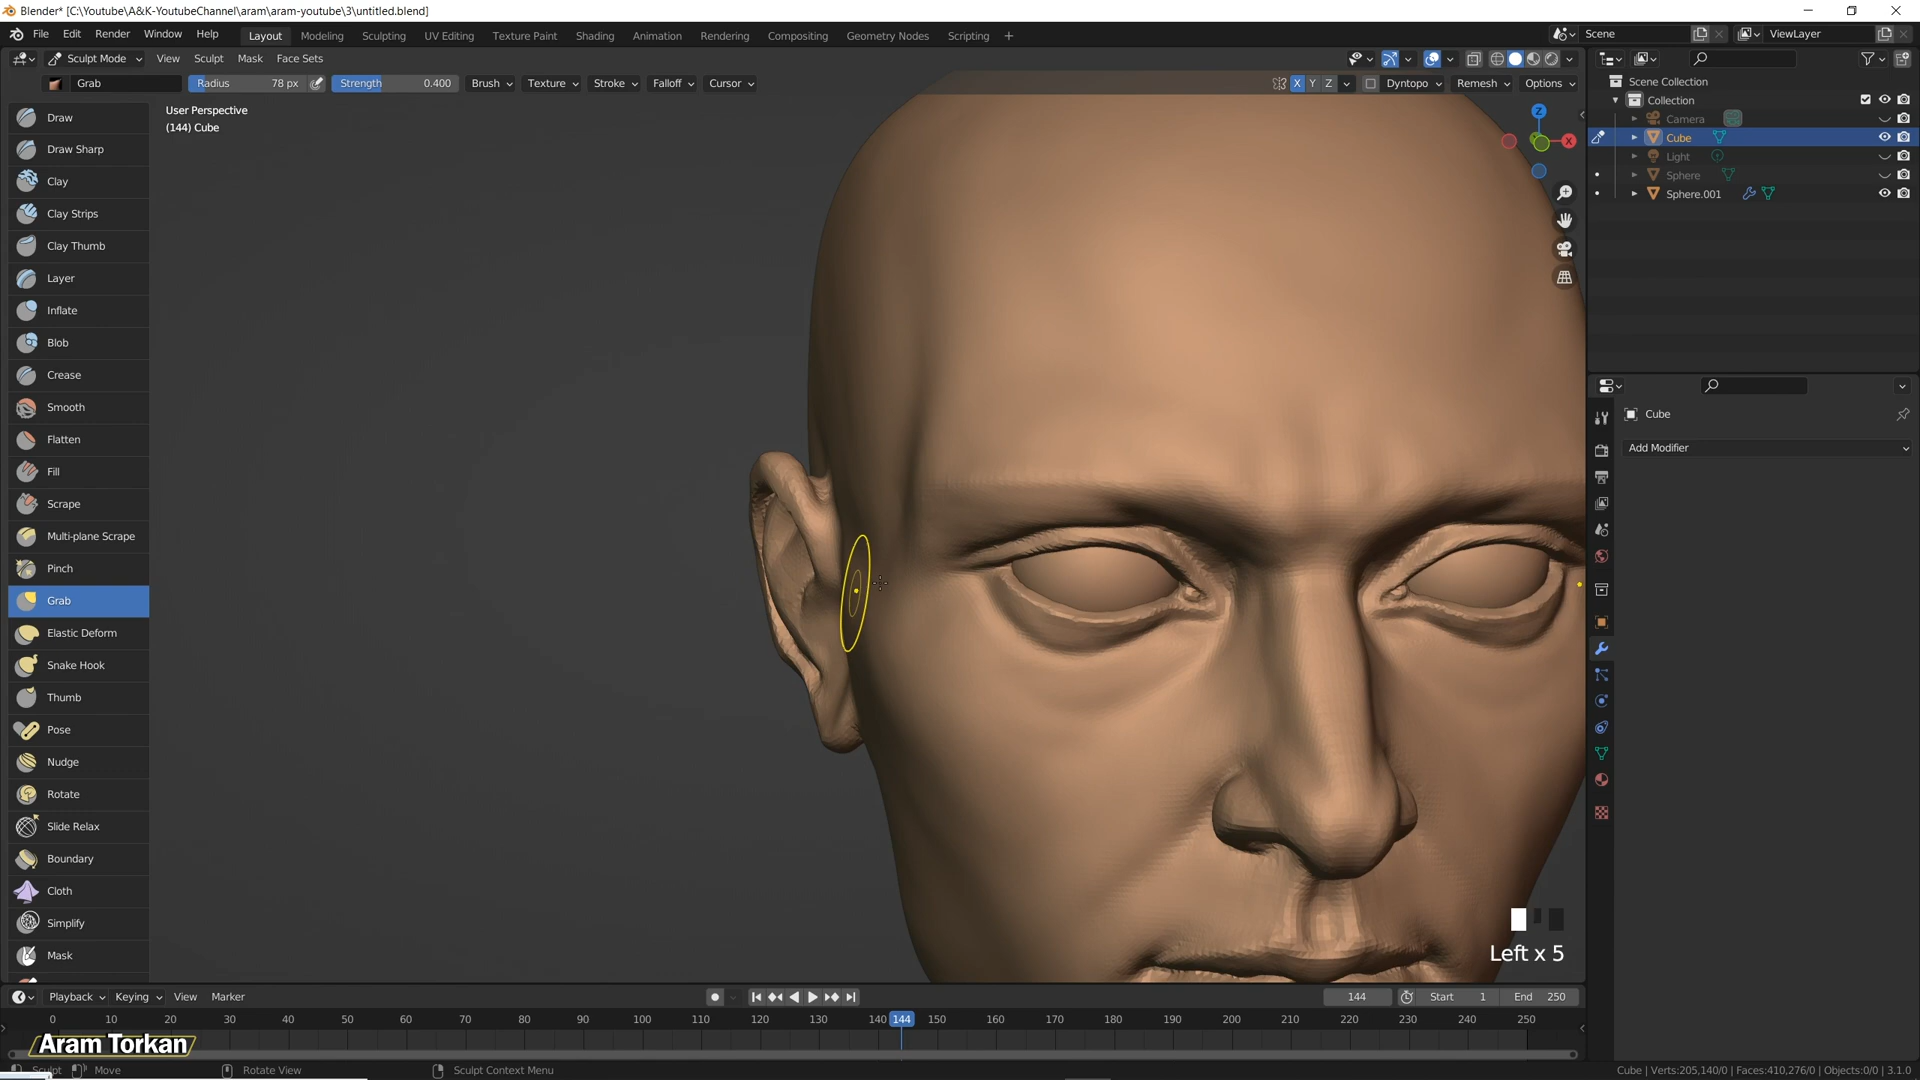 Blender* [C:\Youtube\A&K-YoutubeChannel\aram\aram-youtube\3\untitled.blend]
File Edit Render Window Help Layout Modeling Sculpting UV Editing Texture Paint Shading Animation Rendering Compositing Geometry Nodes Scripting + Scene ViewLayer
Sculpt Mode View Sculpt Mask Face Sets
Grab Radius 78 px Strength 0.400 Brush Texture Stroke Falloff Cursor X Y Z Dyntopo Remesh Options
User Perspective
(144) Cube
Z
X
Draw
Draw Sharp
Clay
Clay Strips
Clay Thumb
Layer
Inflate
Blob
Crease
Smooth
Flatten
Fill
Scrape
Multi-plane Scrape
Pinch
Grab
Elastic Deform
Snake Hook
Thumb
Pose
Nudge
Rotate
Slide Relax
Boundary
Cloth
Simplify
Mask
Left x 5
Scene Collection
Collection
Camera
Cube
Light
Sphere
Sphere.001
Cube
Add Modifier
Playback Keying View Marker 144 Start 1 End 250
0 10 20 30 40 50 60 70 80 90 100 110 120 130 140 144 150 160 170 180 190 200 210 220 230 240 250
Aram Torkan
Sculpt Move Rotate View Sculpt Context Menu Cube | Verts:205,140/0 | Faces:410,276/0 | Objects:0/0 | 3.1.0